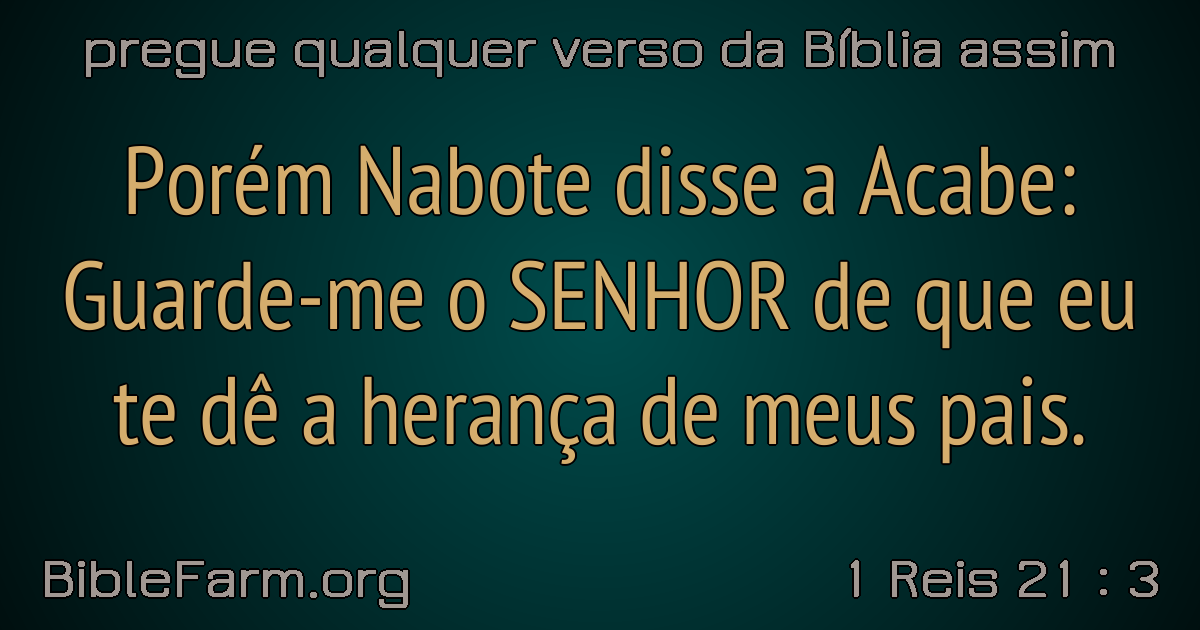 pregue qualquer verso da Bíblia assim
Porém Nabote disse a Acabe:
Guarde-me o SENHOR de que eu
te dê a herança de meus pais.
BibleFarm.org
1 Reis 21 : 3